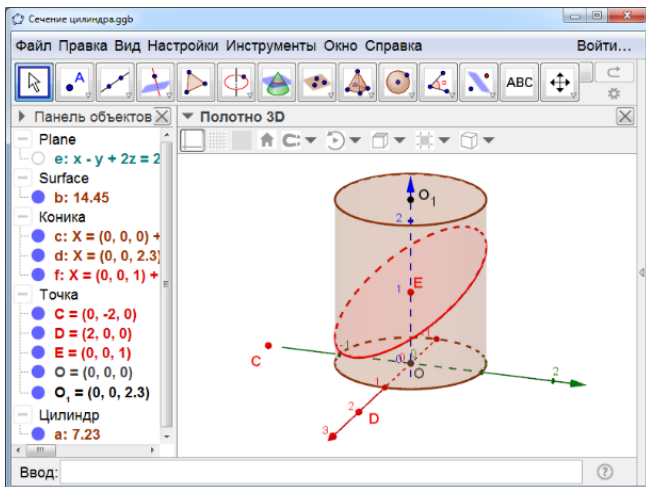 Сечение цилиндра.ggb
Файл Правка Вид Настройки Инструменты Окно Справка Войти...
A ABC
Панель объектов
Полотно 3D
Plane
e: x - y + 2z = 2
Surface
b: 14.45
Коника
c: X = (0, 0, 0) +
d: X = (0, 0, 2.3)
f: X = (0, 0, 1) +
Точка
C = (0, -2, 0)
D = (2, 0, 0)
E = (0, 0, 1)
O = (0, 0, 0)
O₁ = (0, 0, 2.3)
Цилиндр
a: 7.23
O₁
2
E
1
-1
-1
0
0
O
C
1
2
2
D
3
Ввод: